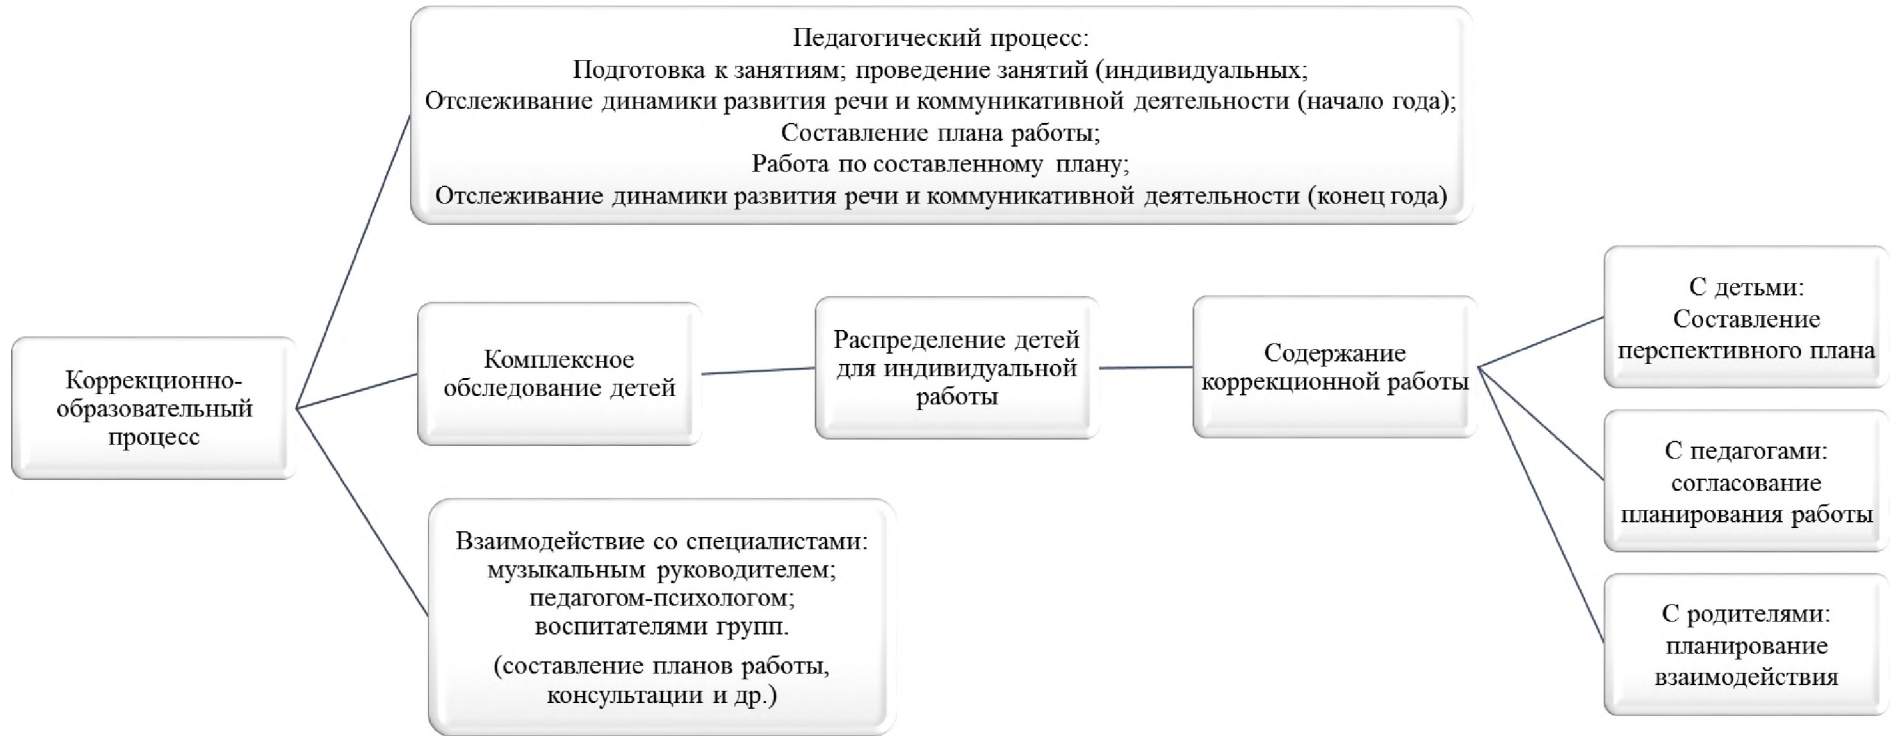 Педагогический процесс:
Подготовка к занятиям; проведение занятий (индивидуальных;
Отслеживание динамики развития речи и коммуникативной деятельности (начало года);
Составление плана работы;
Работа по составленному плану;
Отслеживание динамики развития речи и коммуникативной деятельности (конец года)
Коррекционно-
образовательный
процесс
Комплексное
обследование детей
Распределение детей
для индивидуальной
работы
Содержание
коррекционной работы
С детьми:
Составление
перспективного плана
С педагогами:
согласование
планирования работы
С родителями:
планирование
взаимодействия
Взаимодействие со специалистами:
музыкальным руководителем;
педагогом-психологом;
воспитателями групп.
(составление планов работы,
консультации и др.)